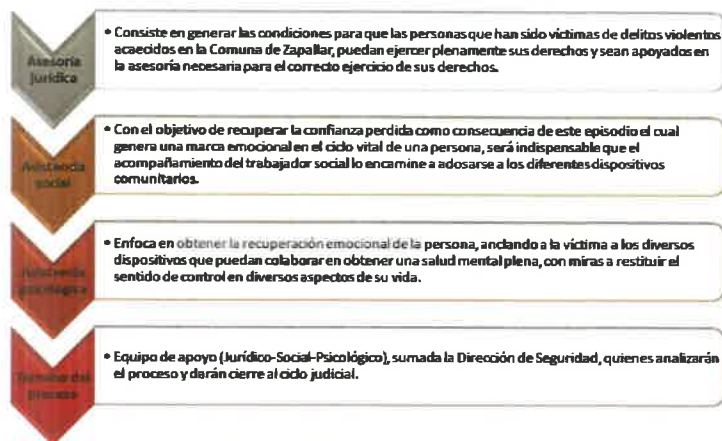 Asesoría
Jurídica
• Consiste en generar las condiciones para que las personas que han sido víctimas de delitos violentos
acaecidos en la Comuna de Zapallar, puedan ejercer plenamente sus derechos y sean apoyados en
la asesoría necesaria para el correcto ejercicio de sus derechos.
Asistencia
social
• Con el objetivo de recuperar la confianza perdida como consecuencia de este episodio el cual
genera una marca emocional en el ciclo vital de una persona, será indispensable que el
acompañamiento del trabajador social lo encamine a adosarse a los diferentes dispositivos
comunitarios.
Asistencia
psicológica
• Enfoca en obtener la recuperación emocional de la persona, anclando a la víctima a los diversos
dispositivos que puedan colaborar en obtener una salud mental plena, con miras a restituir el
sentido de control en diversos aspectos de su vida.
Término del
proceso
• Equipo de apoyo (Jurídico-Social-Psicológico), sumada la Dirección de Seguridad, quienes analizarán
el proceso y darán cierre al ciclo judicial.